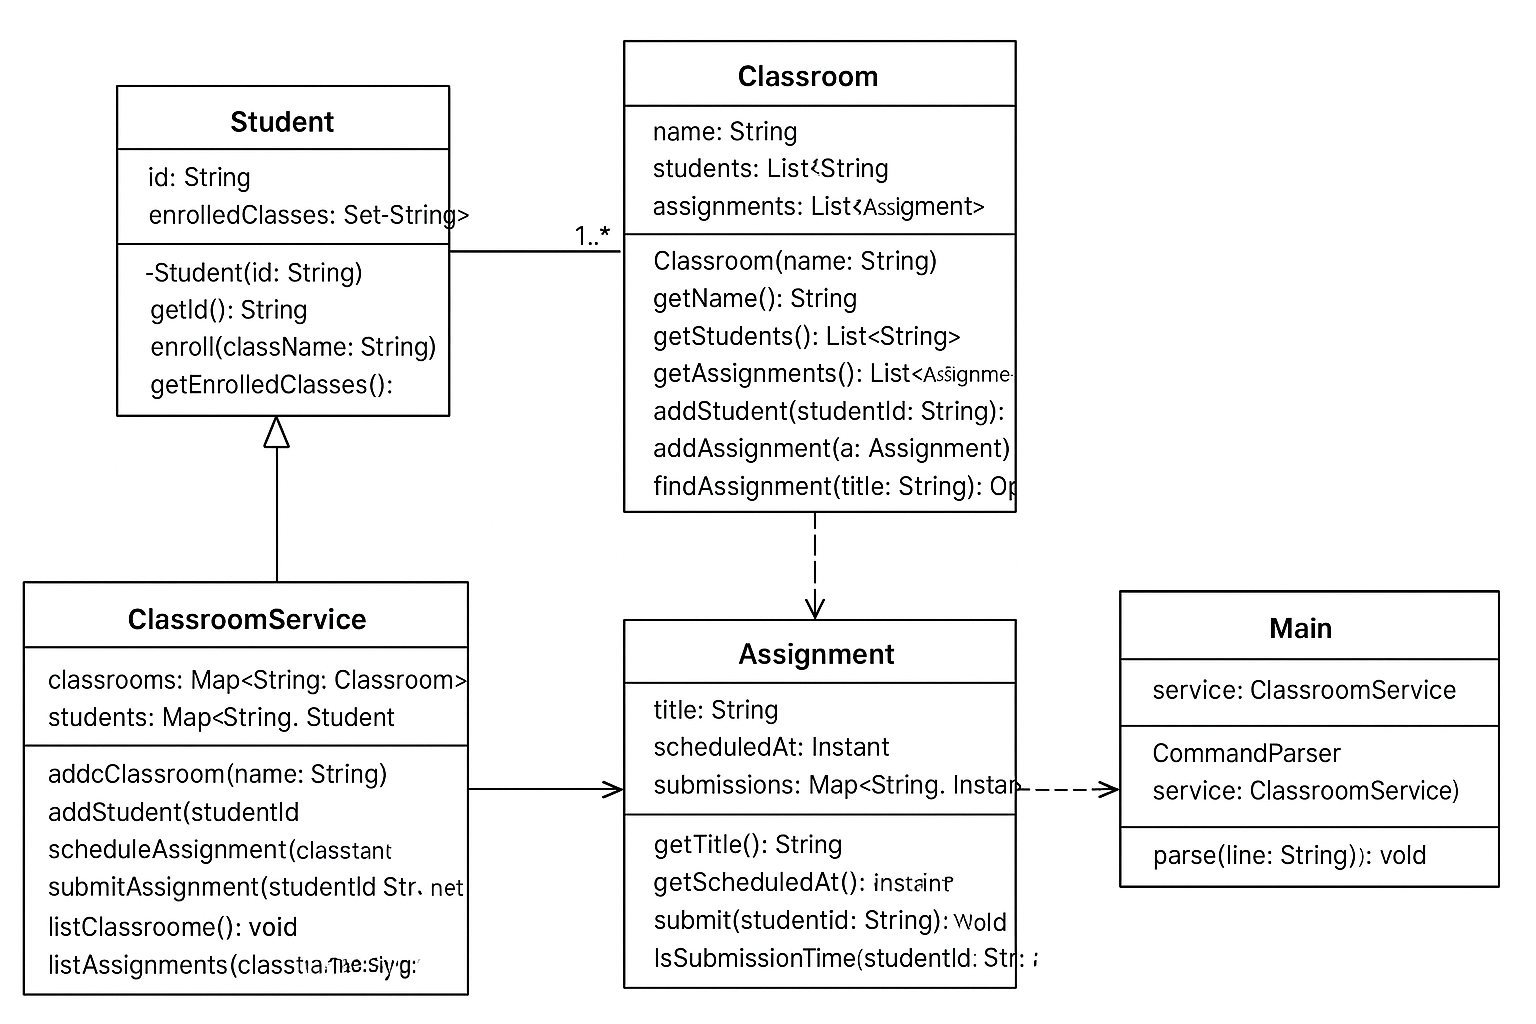 Student
id: String
enrolledClasses: Set-String>
-Student(id: String)
getId(): String
enroll(className: String)
getEnrolledClasses():
1..*
Classroom
name: String
students: List<String
assignments: List<Assigment>
Classroom(name: String)
getName(): String
getStudents(): List<String>
getAssignments(): List<Assignme-
addStudent(studentId: String):
addAssignment(a: Assignment)
findAssignment(title: String): Op
ClassroomService
classrooms: Map<String: Classroom>
students: Map<String. Student
addcClassroom(name: String)
addStudent(studentId
scheduleAssignment(classtant
submitAssignment(studentId Str. net
listClassroome(): void
listAssignments(
Assignment
title: String
scheduledAt: Instant
submissions: Map<String. Instan
getTitle(): String
getScheduledAt():
submit(studentid: String): Wold
IsSubmissionTime(studentId: Str:
Main
service: ClassroomService
CommandParser
service: ClassroomService)
parse(line: String)): vold